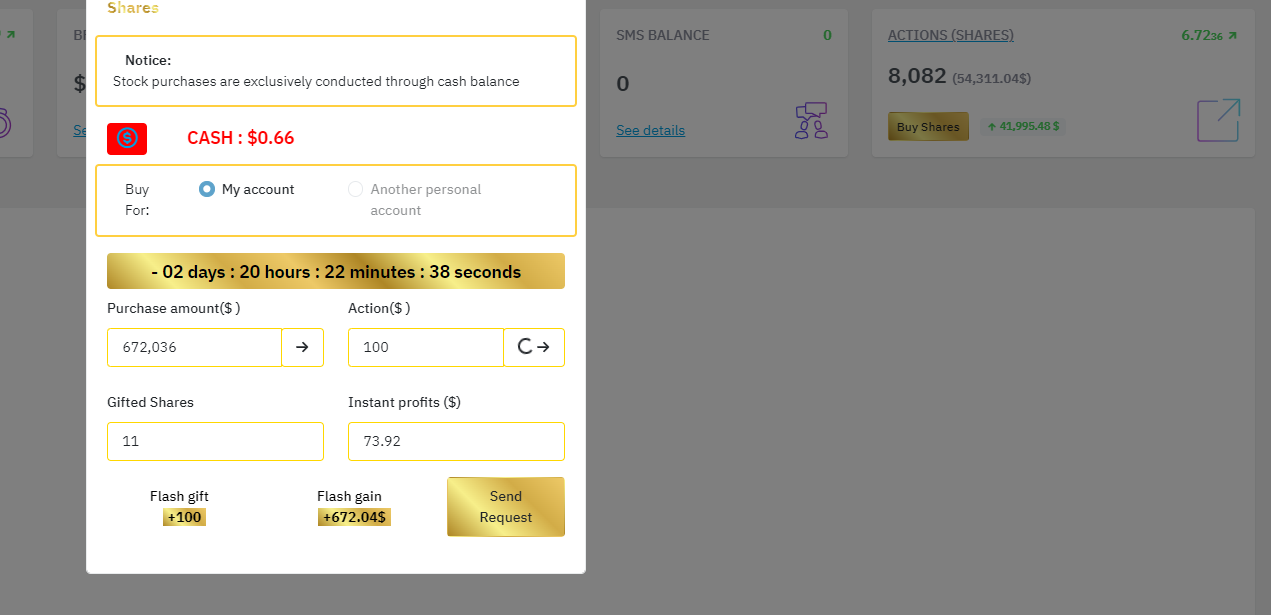 Shares
Notice:
Stock purchases are exclusively conducted through cash balance
CASH : $0.66
Buy For:
My account
Another personal account
- 02 days : 20 hours : 22 minutes : 38 seconds
Purchase amount($ )
Action($ )
672,036
100
Gifted Shares
Instant profits ($)
11
73.92
Flash gift
+100
Flash gain
+672.04$
Send Request
$
SMS BALANCE
0
0
See details
ACTIONS (SHARES)
6.7236
8,082 (54,311.04$)
Buy Shares
41,995.48 $